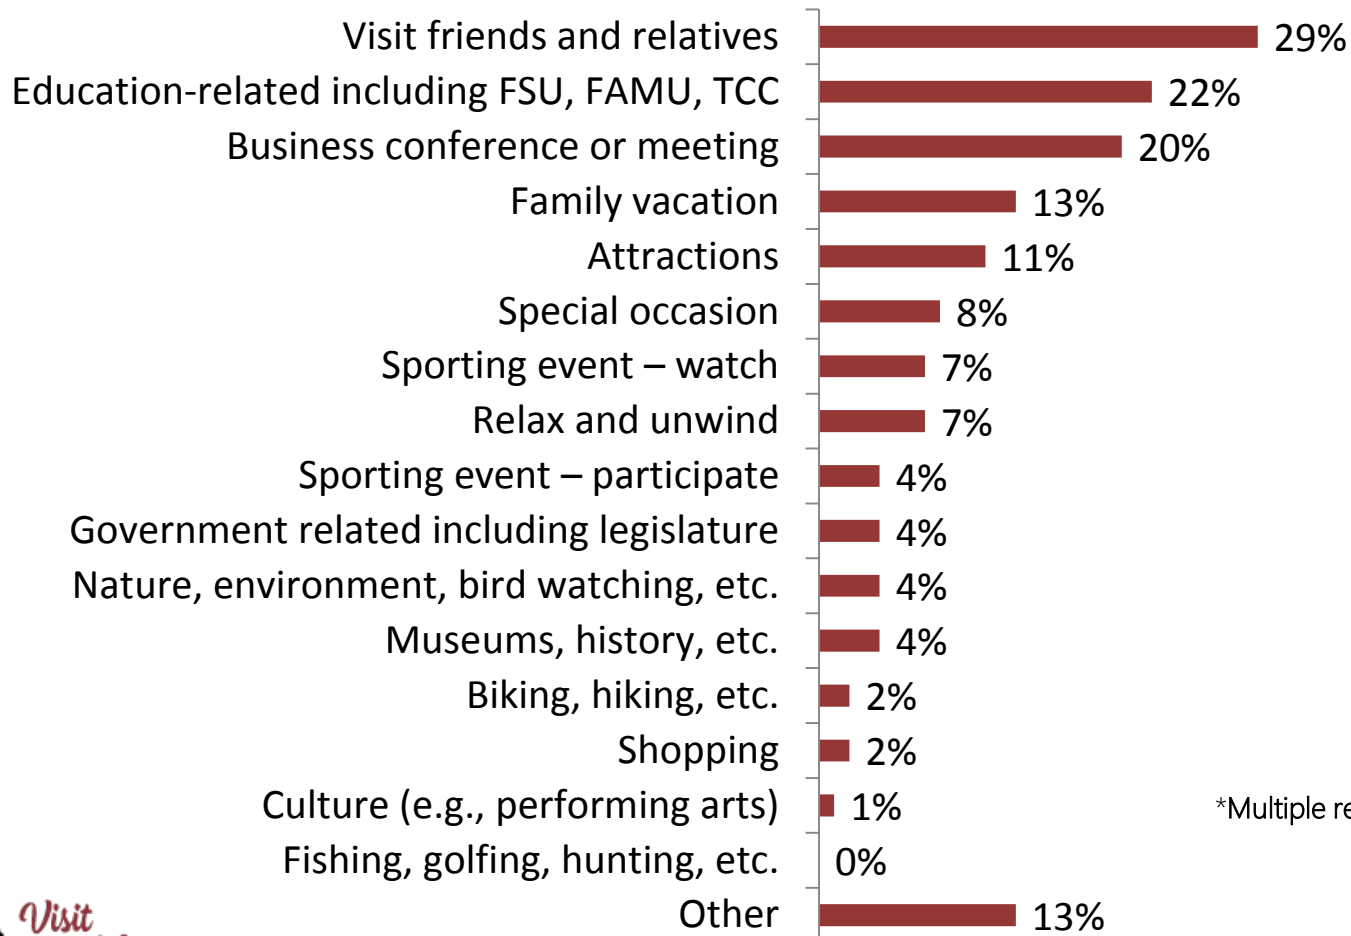 Visit friends and relatives 29%
Education-related including FSU, FAMU, TCC 22%
Business conference or meeting 20%
Family vacation 13%
Attractions 11%
Special occasion 8%
Sporting event – watch 7%
Relax and unwind 7%
Sporting event – participate 4%
Government related including legislature 4%
Nature, environment, bird watching, etc. 4%
Museums, history, etc. 4%
Biking, hiking, etc. 2%
Shopping 2%
Culture (e.g., performing arts) 1%
*Multiple re
Fishing, golfing, hunting, etc. 0%
Other 13%
Visit